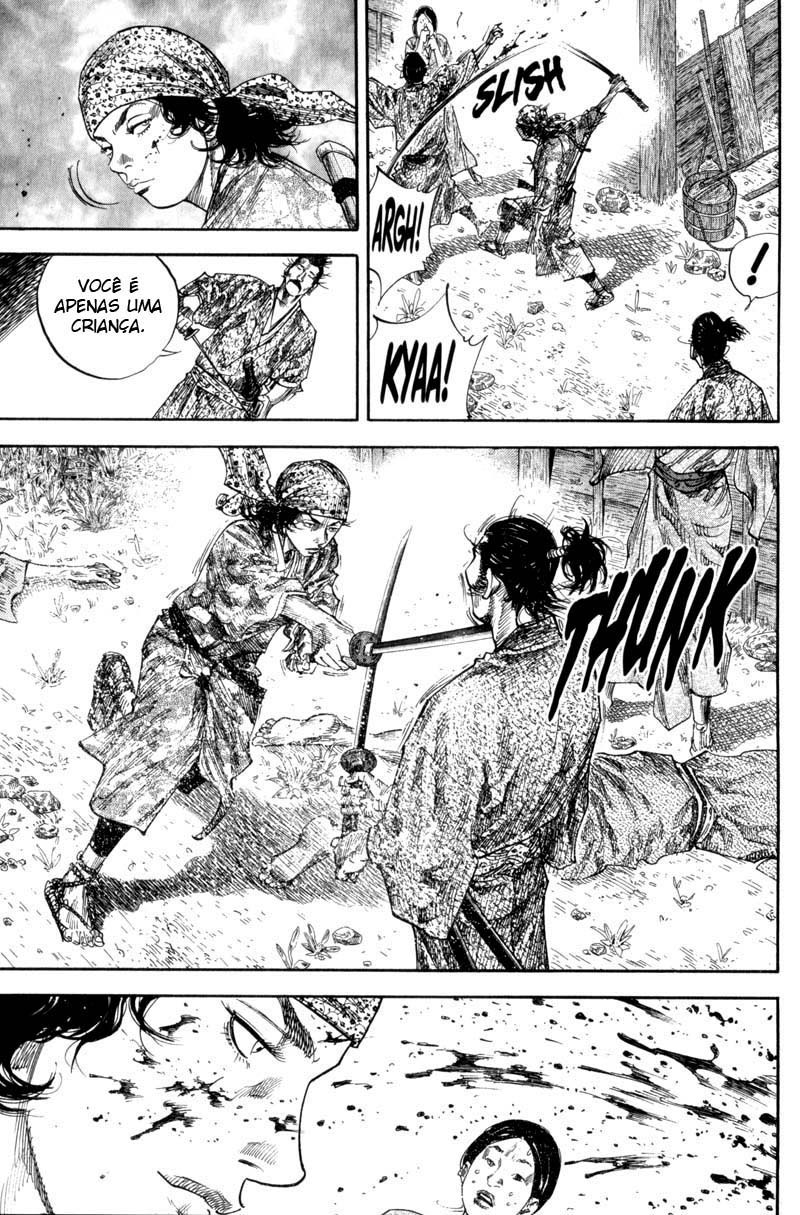 SLISH
ARGH!
!
KYAA!
VOCÊ É
APENAS UMA
CRIANÇA.
THUNK